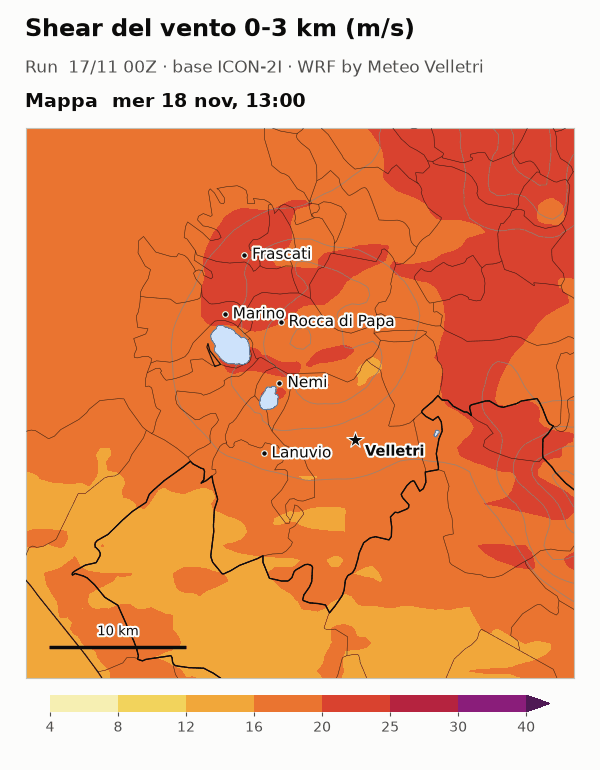 Shear del vento 0-3 km (m/s)
Run  17/11 00Z · base ICON-2I · WRF by Meteo Velletri
Mappa  mer 18 nov, 13:00
Frascati
Marino
Rocca di Papa
Nemi
Velletri
Lanuvio
10 km
4 8 12 16 20 25 30 40